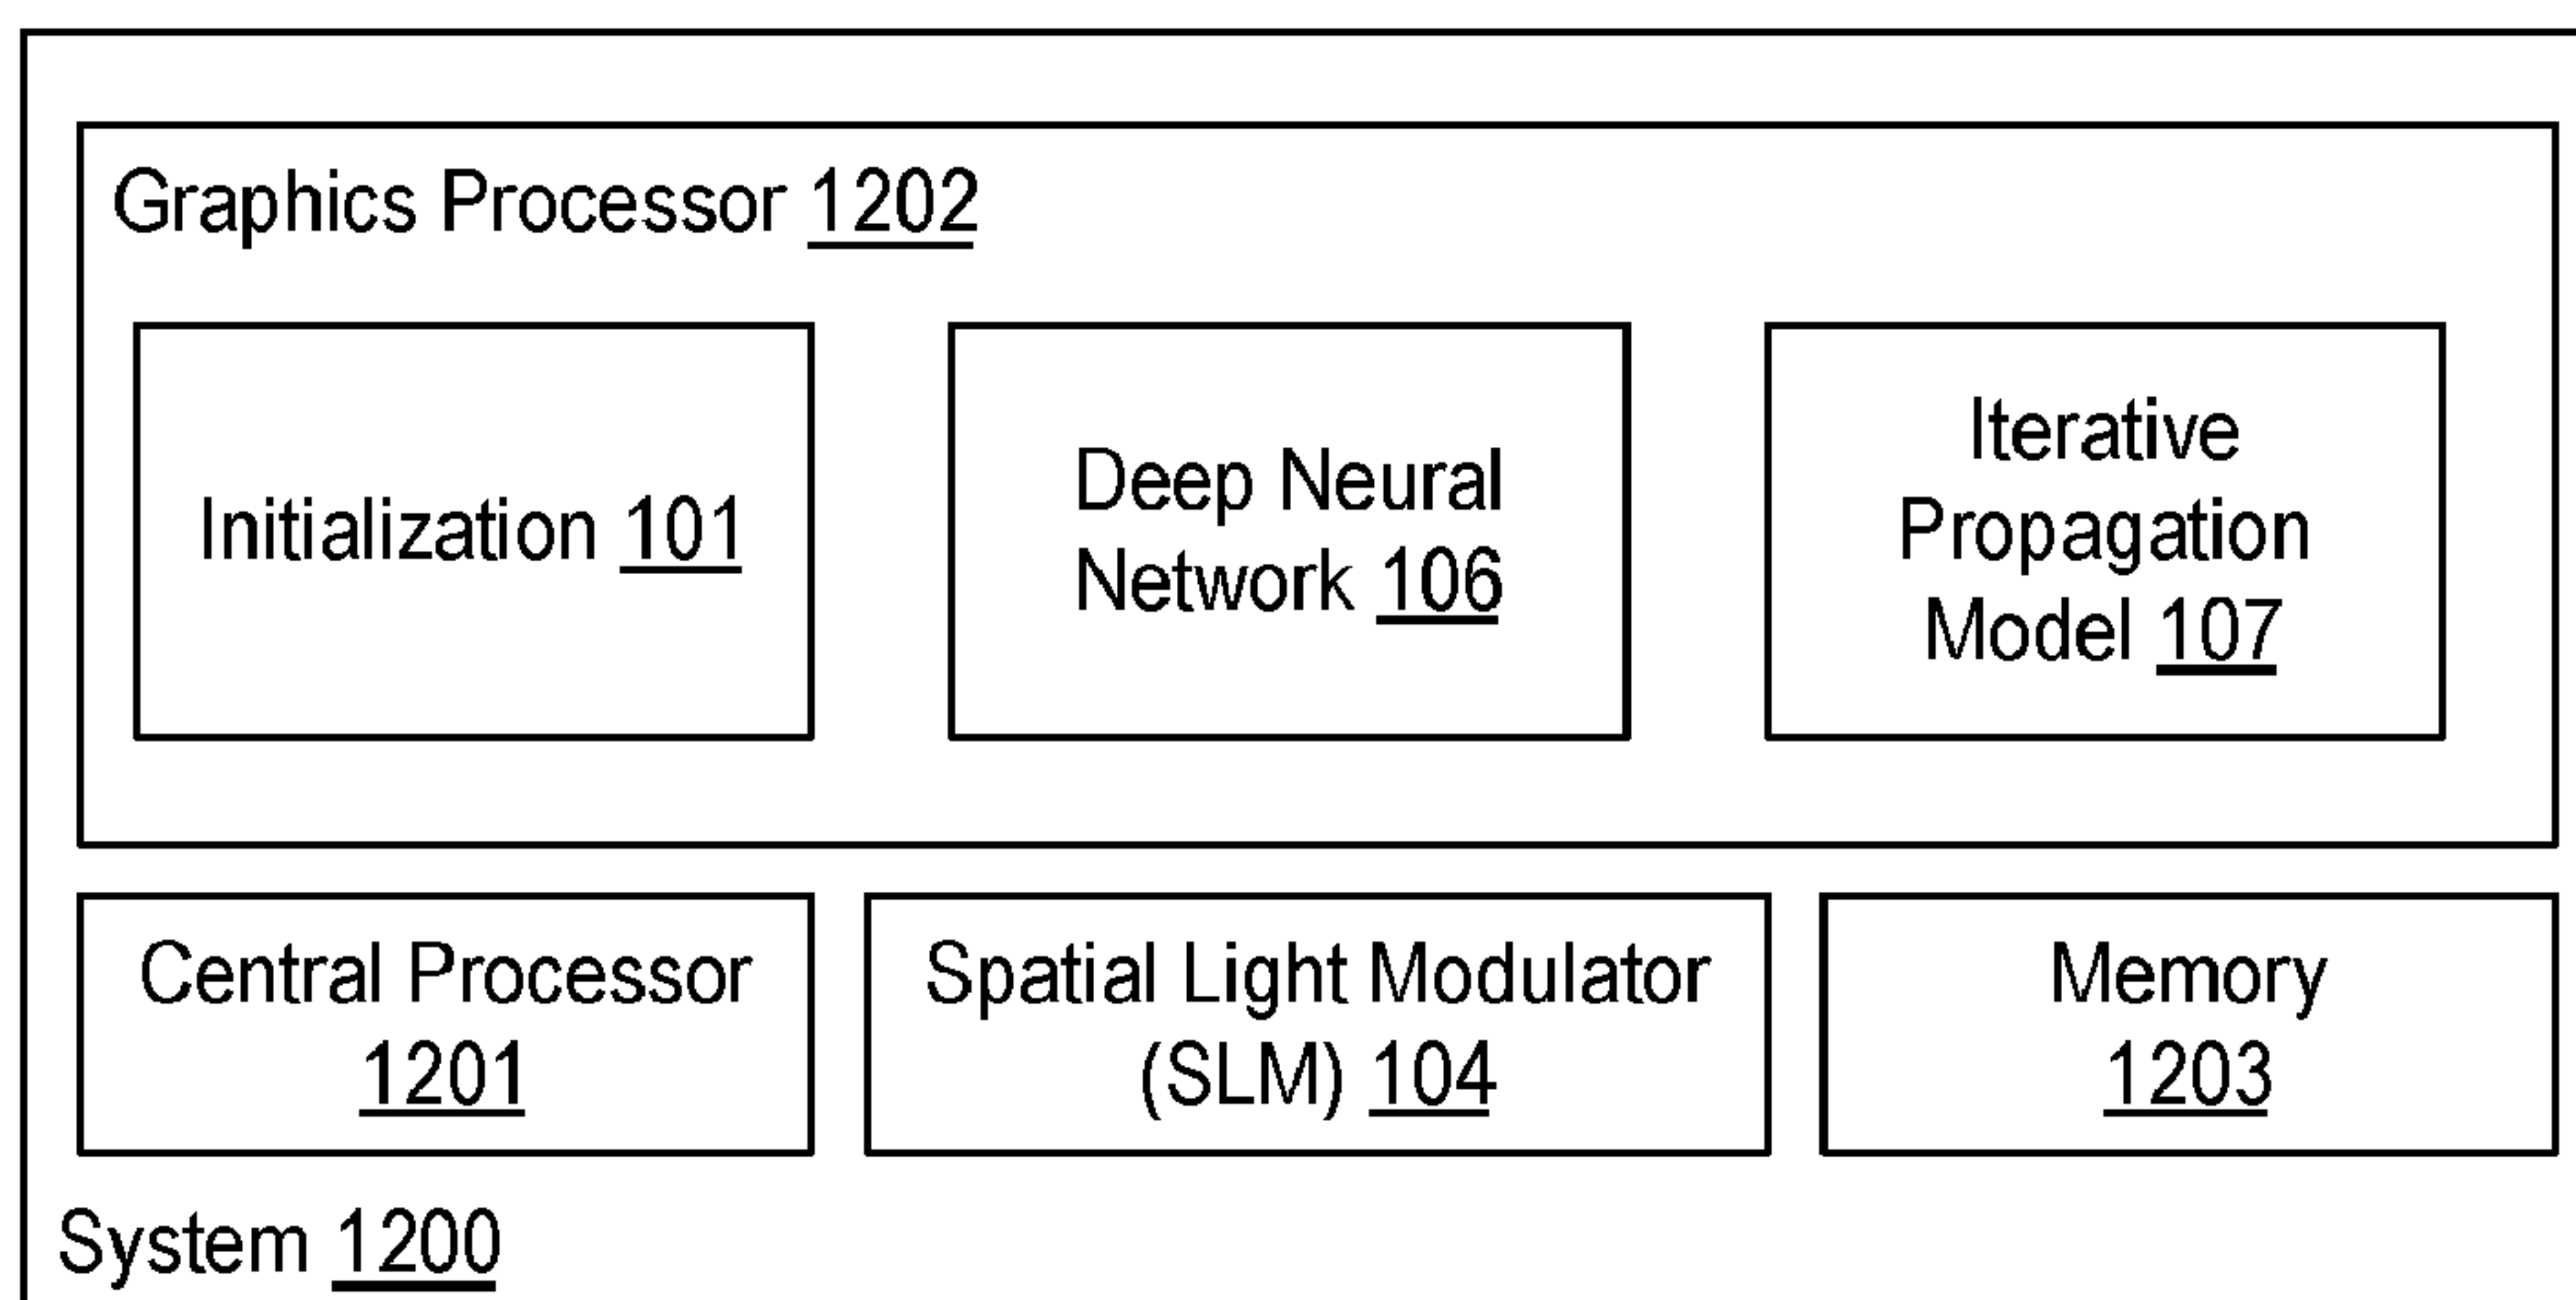 Graphics Processor 1202
Initialization 101
Deep Neural
Network 106
Iterative
Propagation
Model 107
Central Processor
1201
Spatial Light Modulator
(SLM) 104
Memory
1203
System 1200